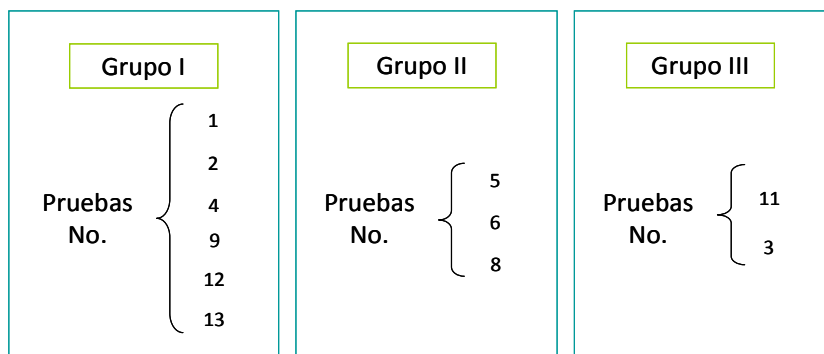 Grupo I
Pruebas
No.
1
2
4
9
12
13
Grupo II
Pruebas
No.
5
6
8
Grupo III
Pruebas
No.
11
3